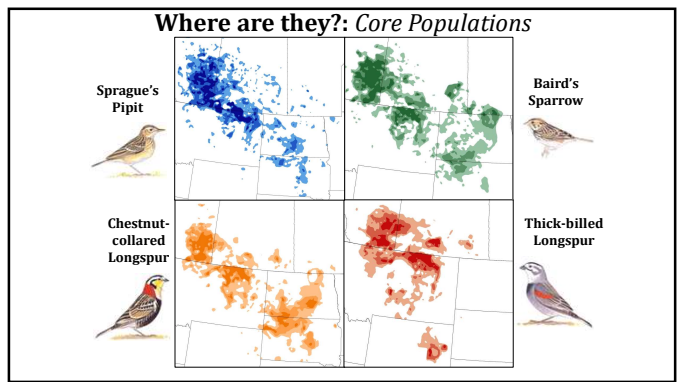 Where are they?: Core Populations
Sprague's
Pipit
Baird's
Sparrow
Chestnut-
collared
Longspur
Thick-billed
Longspur